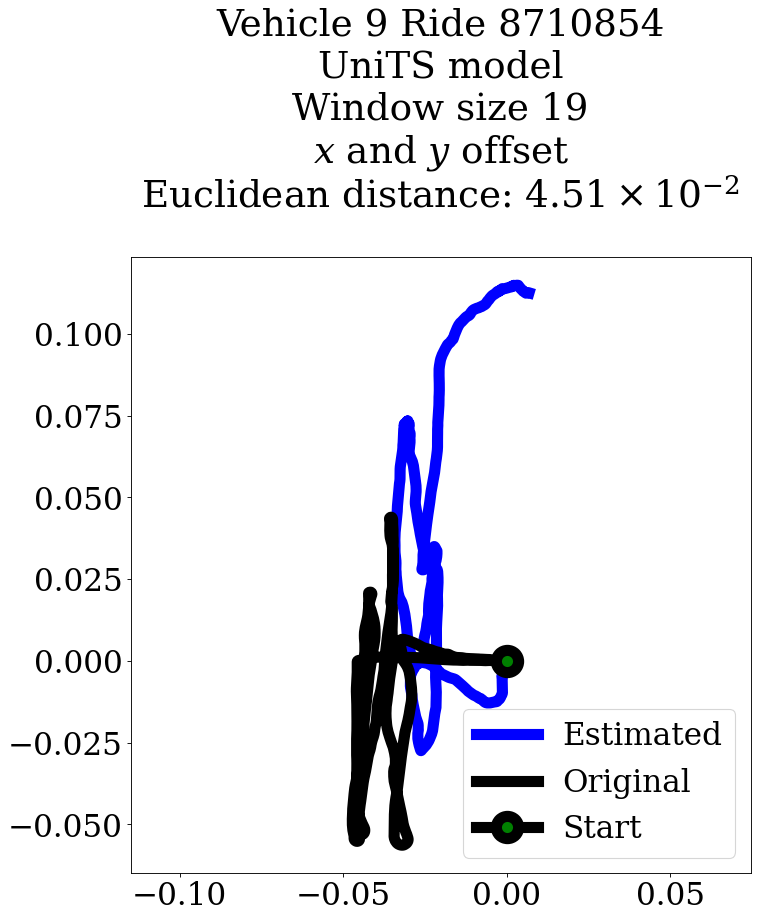 Vehicle 9 Ride 8710854
UniTS model
Window size 19
x and y offset
Euclidean distance: 4.51 × 10⁻²
0.100
0.075
0.050
0.025
0.000
−0.025
−0.050
Estimated
Original
Start
−0.10
−0.05
0.00
0.05